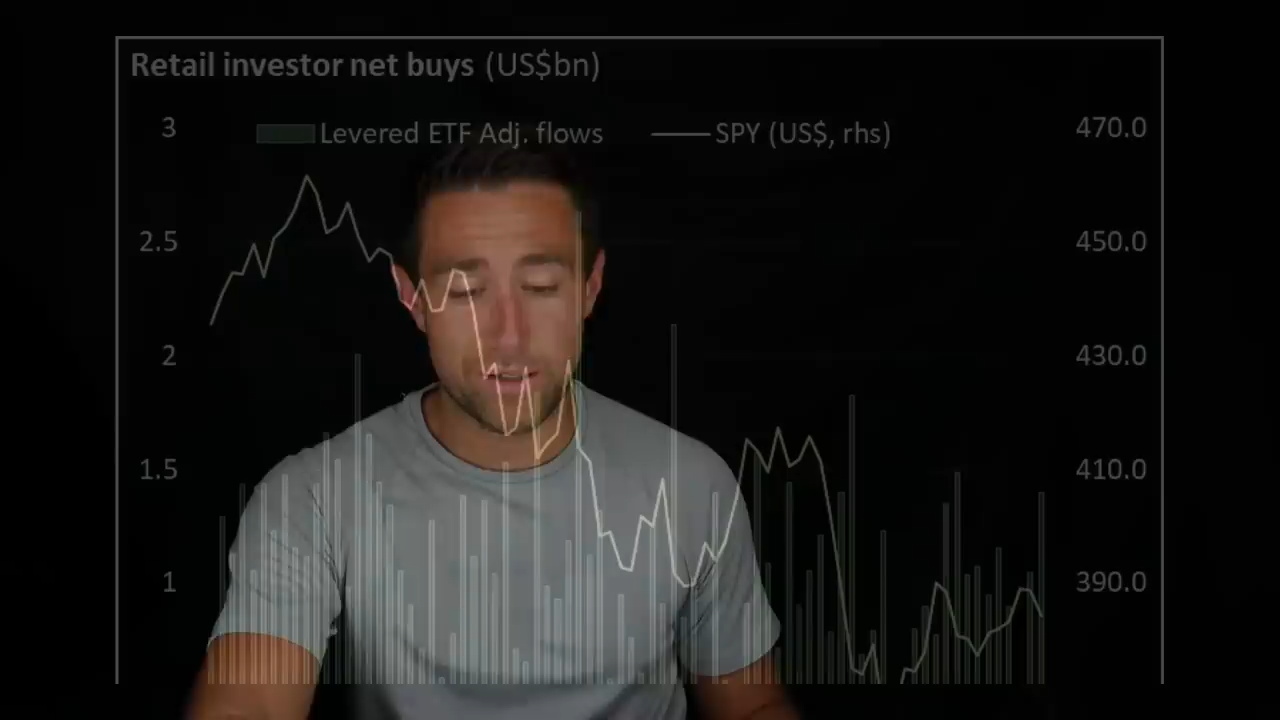 Retail investor net buys (US$bn)
Levered ETF Adj. flows SPY (US$, rhs)
3 470.0
2.5 450.0
2 430.0
1.5 410.0
1 390.0